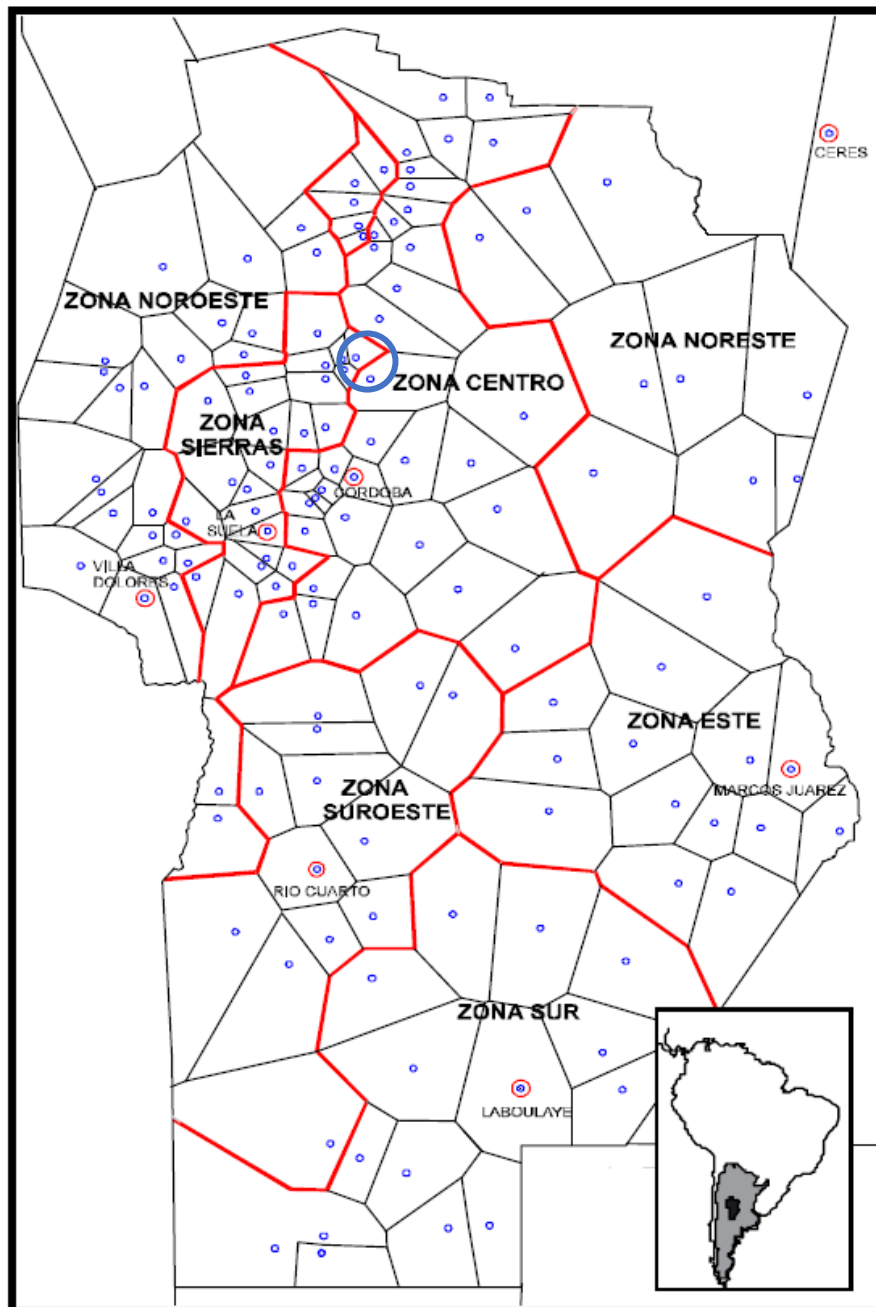 CERES
ZONA NOROESTE
ZONA NORESTE
ZONA CENTRO
ZONA
SIERRAS
CORDOBA
LA
SUELA
VILLA
DOLORES
ZONA ESTE
MARCOS JUAREZ
ZONA
SUROESTE
RIO CUARTO
ZONA SUR
LABOULAYE